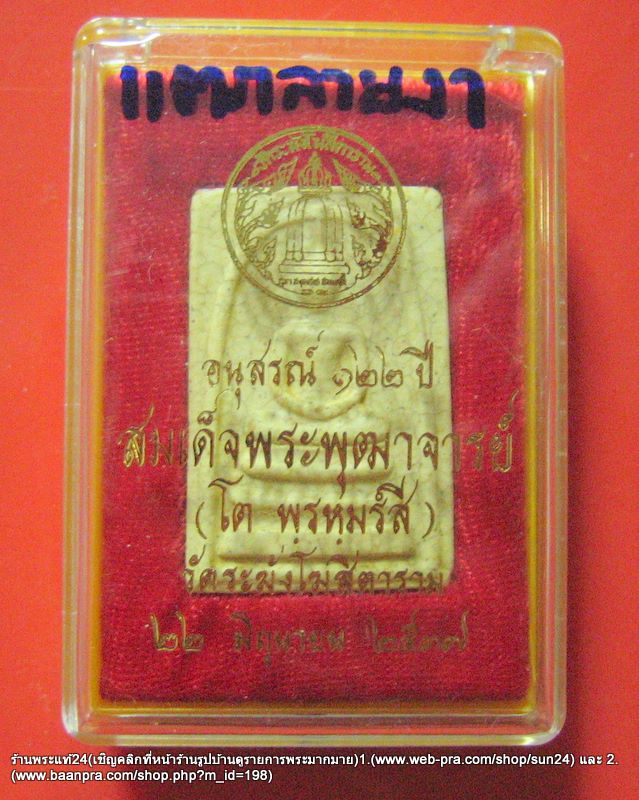 แตกลายงา
อนุสรณ์ ๑๒๒ ปี
สมเด็จพระพุฒาจารย์
(โต พฺรหฺมรํสี)
วัดระฆังโฆสิตาราม
๒๒ มิถุนายน ๒๕๓๗
ร้านพระแท้24(เชิญคลิกที่หน้าร้านรูปบ้านดูรายการพระมากมาย)1.(www.web-pra.com/shop/sun24) และ 2.
(www.baanpra.com/shop.php?m_id=198)